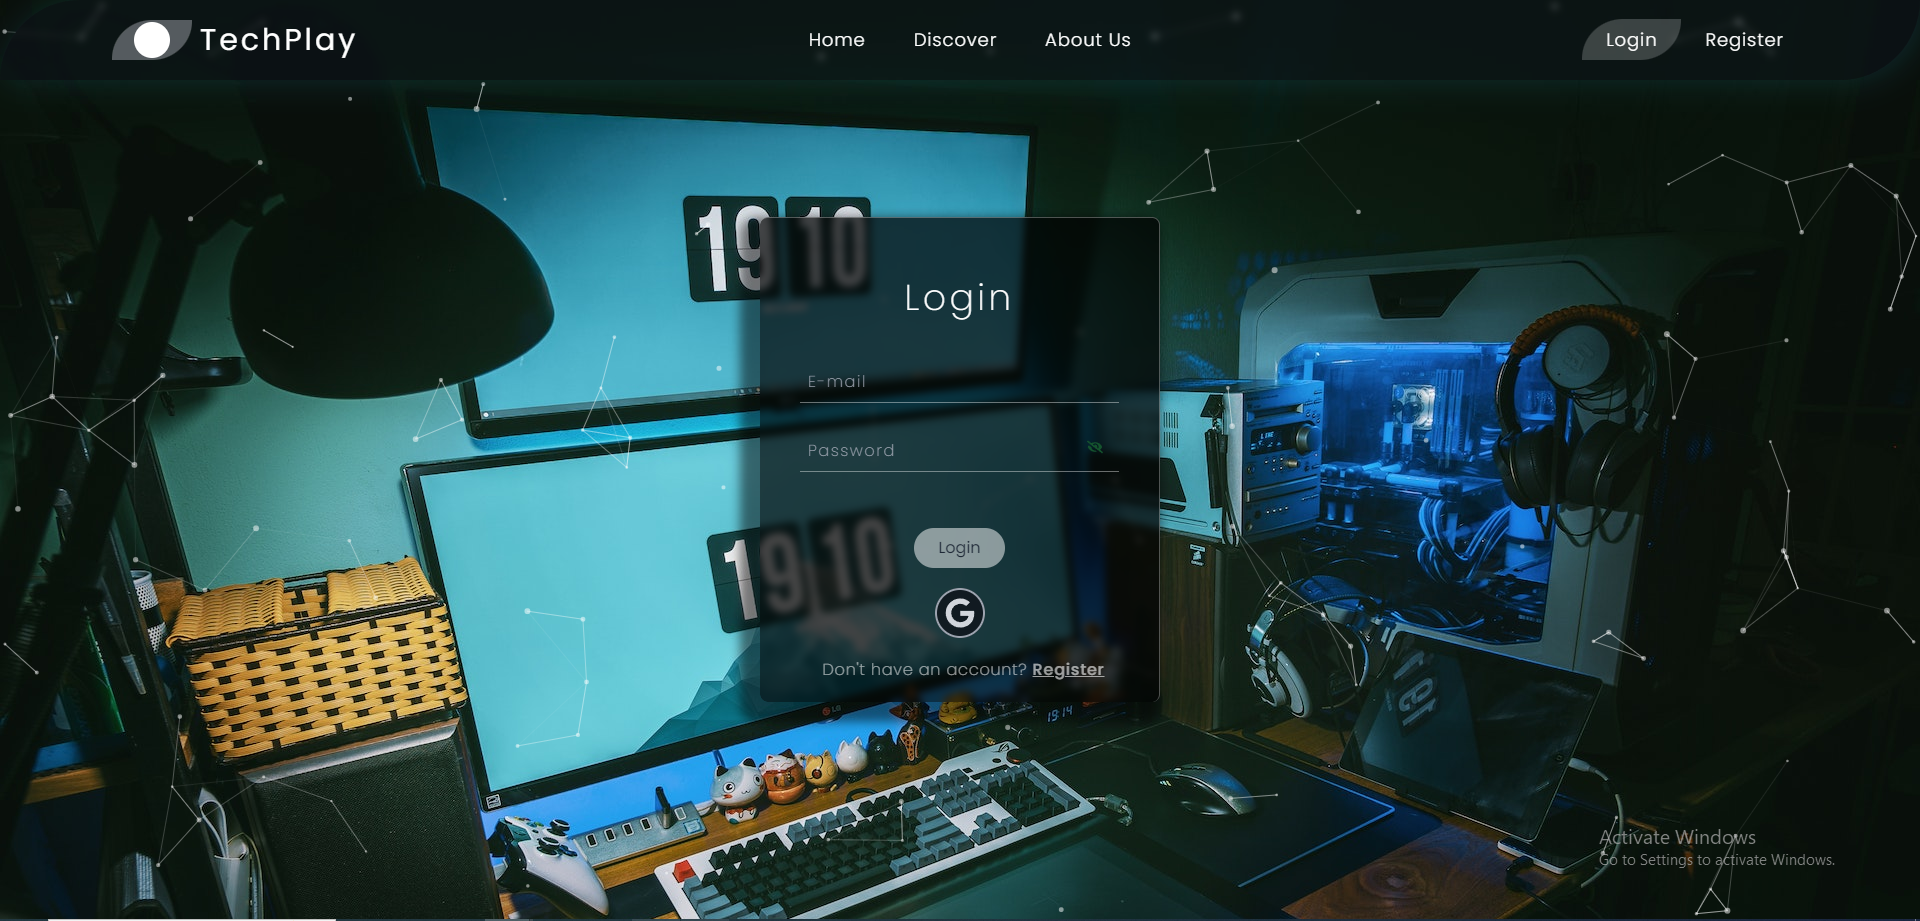 TechPlay
Home
Discover
About Us
Login
Register
19 10
Login
E-mail
Password
19 10
Login
G
Don't have an account? Register
LG
19:14
Activate Windows
Go to Settings to activate Windows.